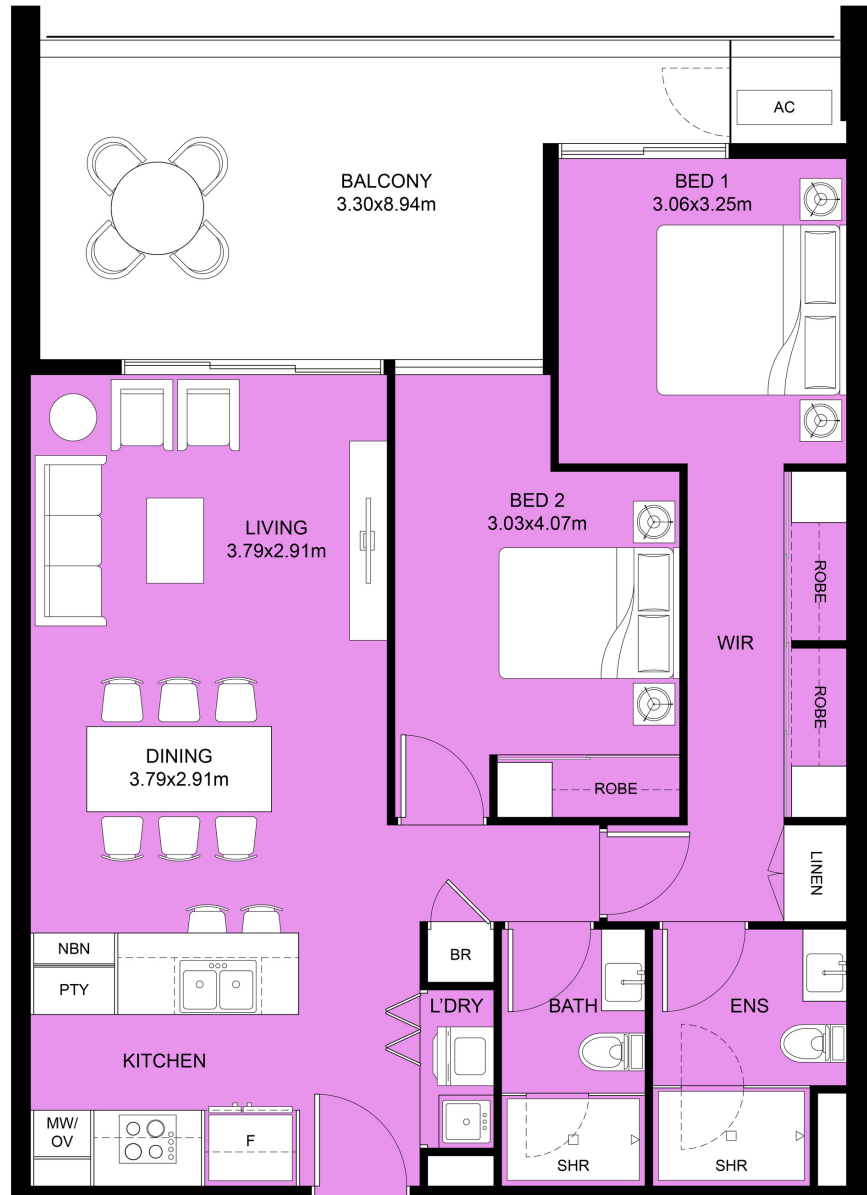 AC
BALCONY
3.30x8.94m
BED 1
3.06x3.25m
BED 2
3.03x4.07m
LIVING
3.79x2.91m
ROBE
WIR
ROBE
DINING
3.79x2.91m
ROBE
LINEN
NBN
BR
PTY
L'DRY
BATH
ENS
KITCHEN
MW/
OV
F
SHR
SHR